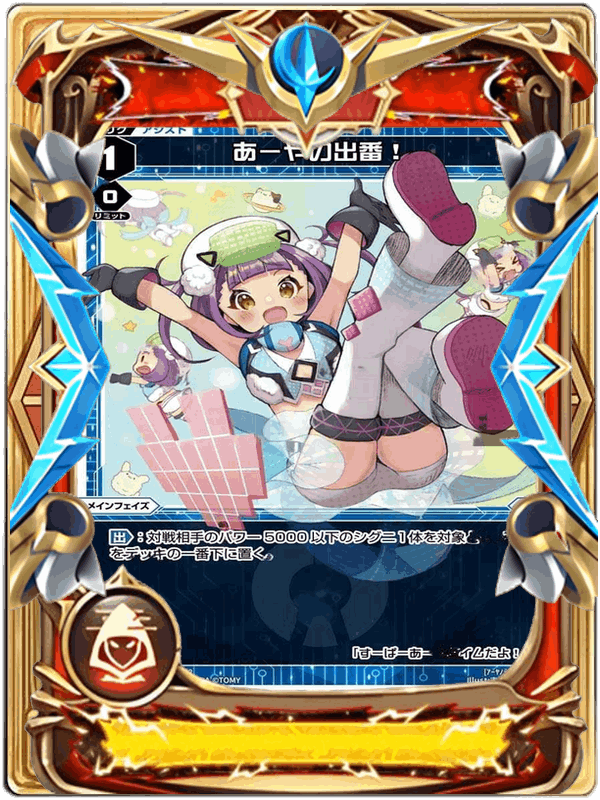 アシスト
1
あーやの出番！
0
リミット
メインフェイズ
出：対戦相手のパワー5000以下のシグニ1体を対象
をデッキの一番下に置く。
「すーぱーあー
イムだよ！
©TOMY
Illust